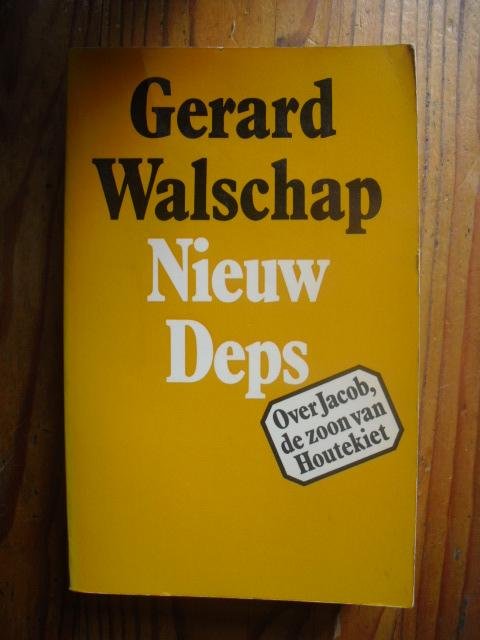 Gerard
Walschap
Nieuw
Deps
Over Jacob,
de zoon van
Houtekiet